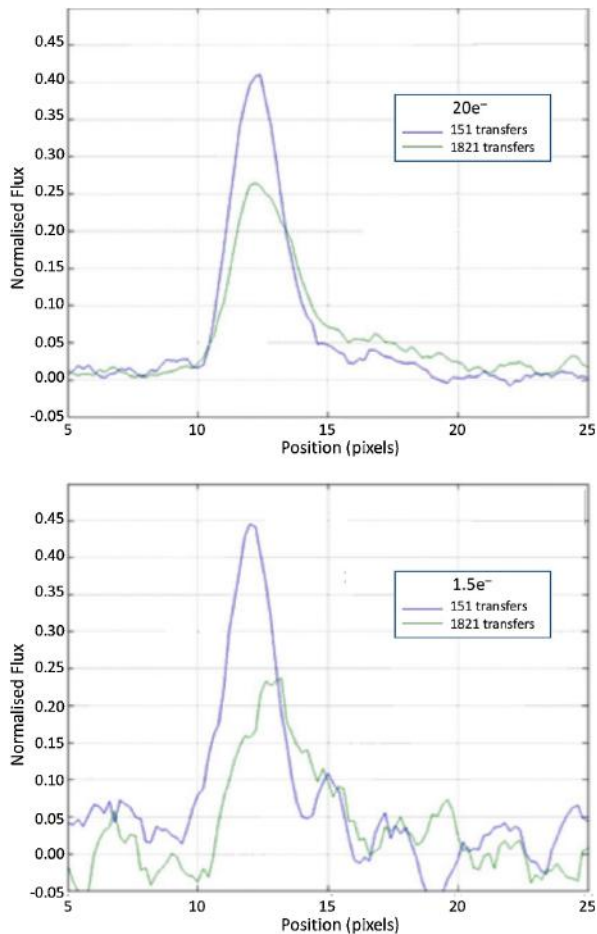 0.45
0.40
0.35
0.30
0.25
0.20
0.15
0.10
0.05
0.00
-0.05
Normalised Flux
20e⁻
151 transfers
1821 transfers
5 10 15 20 25
Position (pixels)
0.45
0.40
0.35
0.30
0.25
0.20
0.15
0.10
0.05
0.00
-0.05
Normalised Flux
1.5e⁻
151 transfers
1821 transfers
5 10 15 20 25
Position (pixels)